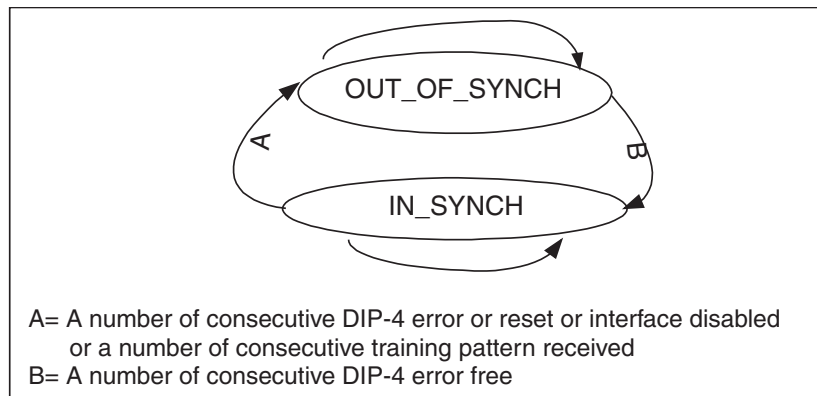 OUT_OF_SYNCH
A
B
IN_SYNCH
A= A number of consecutive DIP-4 error or reset or interface disabled
or a number of consecutive training pattern received
B= A number of consecutive DIP-4 error free